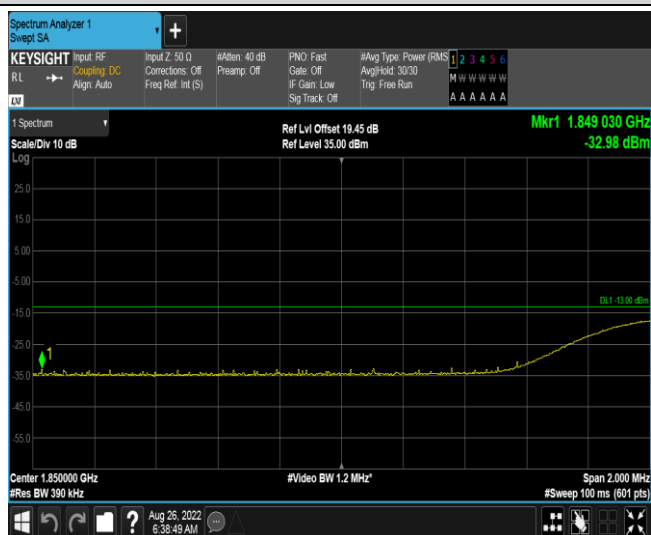 Spectrum Analyzer 1
Swept SA
+
KEYSIGHT
RL
LXI
Input: RF
Coupling: DC
Align: Auto
Input Z: 50 Ω
Corrections: Off
Freq Ref: Int (S)
#Atten: 40 dB
Preamp: Off
PNO: Fast
Gate: Off
IF Gain: Low
Sig Track: Off
#Avg Type: Power (RMS
Avg|Hold: 30/30
Trig: Free Run
1 2 3 4 5 6
M W W W W W
A A A A A A
1 Spectrum
Scale/Div 10 dB
Ref Lvl Offset 19.45 dB
Ref Level 35.00 dBm
Mkr1 1.849 030 GHz
-32.98 dBm
Log
25.0
15.0
5.00
-5.00
DL1 -13.00 dBm
-15.0
-25.0
1
-35.0
-45.0
-55.0
Center 1.850000 GHz
#Video BW 1.2 MHz*
Span 2.000 MHz
#Res BW 390 kHz
#Sweep 100 ms (601 pts)
?
Aug 26, 2022
6:38:49 AM